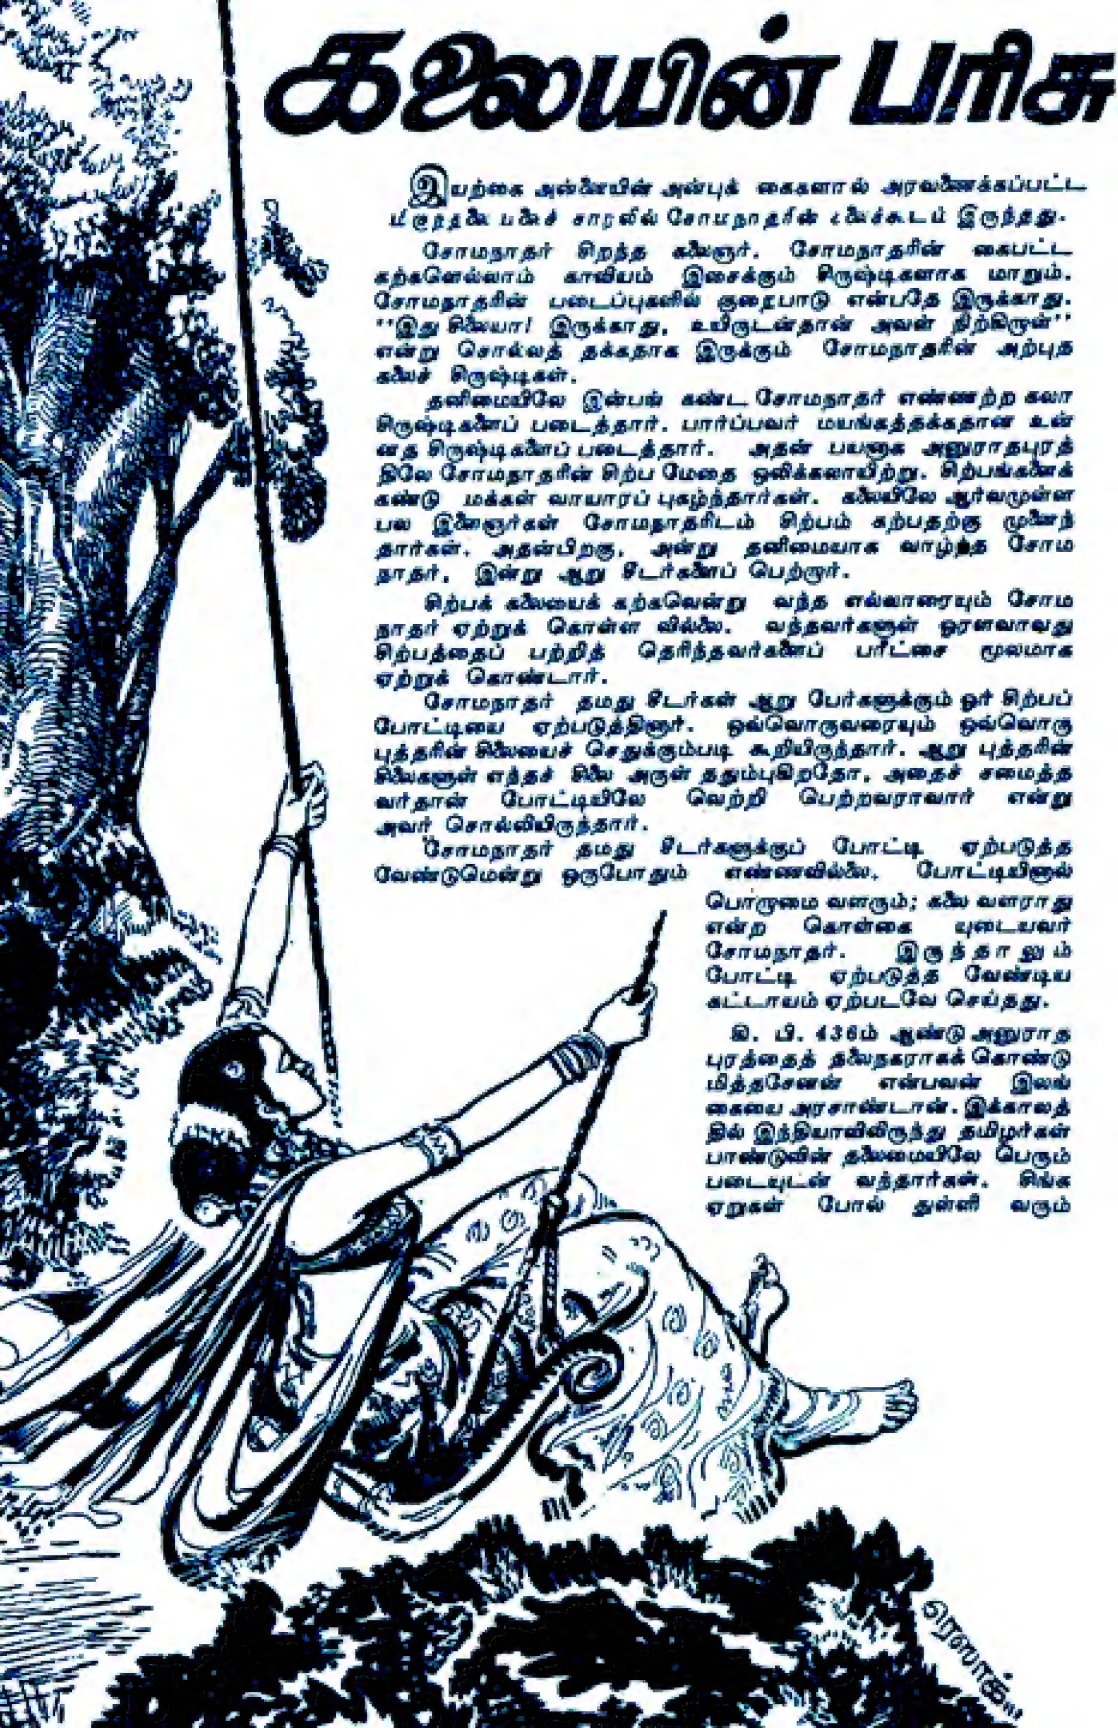 கலையின் பரிசு
இயற்கை அன்னையின் அன்புக் கைகளால் அரவணைக்கப்பட்ட
மிகுந்தலை மலைச் சாரலில் சோமநாதரின் கலைக்கூடம் இருந்தது.
சோமநாதர் சிறந்த கலைஞர். சோமநாதரின் கைபட்ட
கற்களெல்லாம் காவியம் இசைக்கும் சிருஷ்டிகளாக மாறும்.
சோமநாதரின் படைப்புகளில் குறைபாடு என்பதே இருக்காது.
"இது சிலையா! இருக்காது, உயிருடன்தான் அவள் நிற்கிறாள்"
என்று சொல்லத் தக்கதாக இருக்கும் சோமநாதரின் அற்புத
கலைச் சிருஷ்டிகள்.
தனிமையிலே இன்பங் கண்ட சோமநாதர் எண்ணற்ற கலா
சிருஷ்டிகளைப் படைத்தார். பார்ப்பவர் மயங்கத்தக்கதான உன்
னத சிருஷ்டிகளைப் படைத்தார். அதன் பயனாக அனுராதபுரத்
திலே சோமநாதரின் சிற்ப மேதை ஒலிக்கலாயிற்று. சிற்பங்களைக்
கண்டு மக்கள் வாயாரப் புகழ்ந்தார்கள். கலையிலே ஆர்வமுள்ள
பல இளைஞர்கள் சோமநாதரிடம் சிற்பம் கற்பதற்கு முனைந்
தார்கள். அதன்பிறகு, அன்று தனிமையாக வாழ்ந்த சோம
நாதர், இன்று ஆறு சீடர்களைப் பெற்றார்.
சிற்பக் கலையைக் கற்கவென்று வந்த எல்லாரையும் சோம
நாதர் ஏற்றுக் கொள்ள வில்லை. வந்தவர்களுள் ஓரளவாவது
சிற்பத்தைப் பற்றித் தெரிந்தவர்களைப் பரீட்சை மூலமாக
ஏற்றுக் கொண்டார்.
சோமநாதர் தமது சீடர்கள் ஆறு பேர்களுக்கும் ஓர் சிற்பப்
போட்டியை ஏற்படுத்தினார். ஒவ்வொருவரையும் ஒவ்வொரு
புத்தரின் சிலையைச் செதுக்கும்படி கூறியிருந்தார். ஆறு புத்தரின்
சிலைகளுள் எந்தச் சிலை அருள் ததும்புகிறதோ, அதைச் சமைத்த
வர்தான் போட்டியிலே வெற்றி பெற்றவராவார் என்று
அவர் சொல்லியிருந்தார்.
சோமநாதர் தமது சீடர்களுக்குப் போட்டி ஏற்படுத்த
வேண்டுமென்று ஒருபோதும் எண்ணவில்லை. போட்டியினால்
பொறாமை வளரும்; கலை வளராது
என்ற கொள்கை யுடையவர்
சோமநாதர். இருந்தாலும்
போட்டி ஏற்படுத்த வேண்டிய
கட்டாயம் ஏற்படவே செய்தது.
கி. பி. 436ம் ஆண்டு அனுராத
புரத்தைத் தலைநகராகக் கொண்டு
மித்தசேனன் என்பவன் இலங்
கையை அரசாண்டான். இக்காலத்
தில் இந்தியாவிலிருந்து தமிழர்கள்
பாண்டுவின் தலைமையிலே பெரும்
படையுடன் வந்தார்கள். சிங்க
ஏறுகள் போல் துள்ளி வரும்